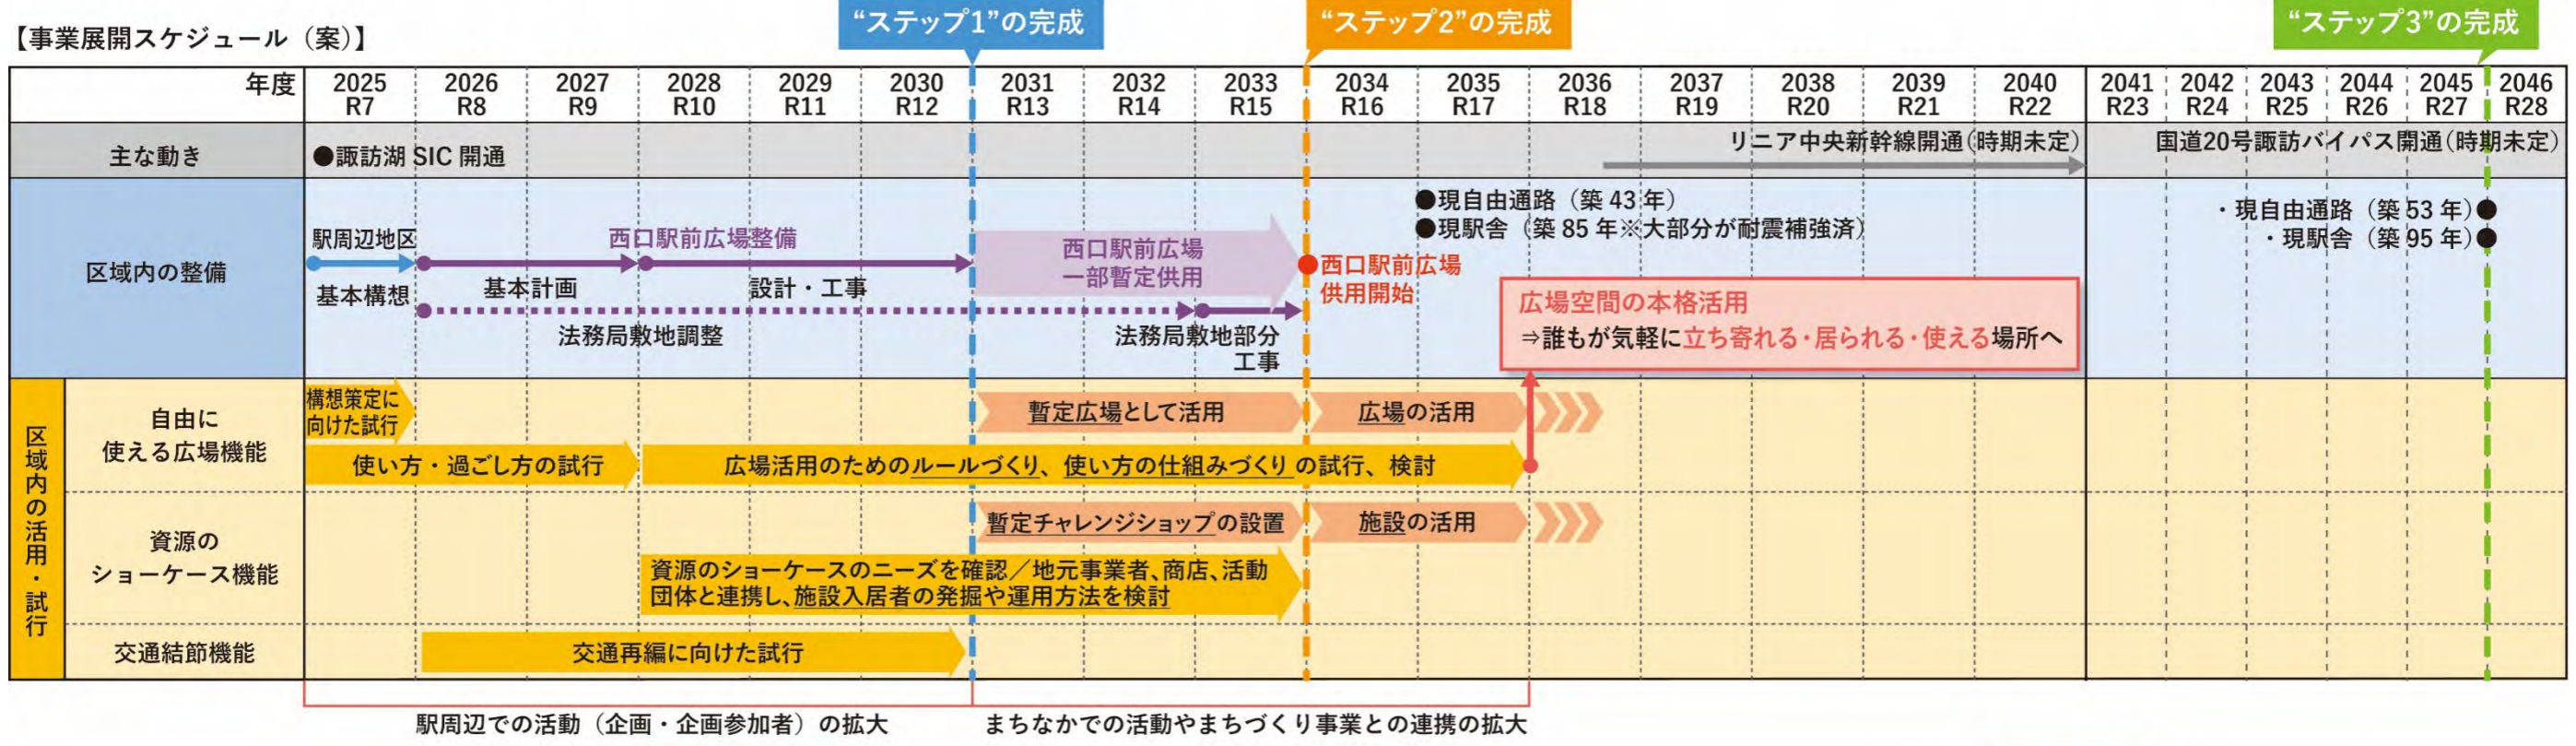 【事業展開スケジュール（案）】
“ステップ1”の完成
“ステップ2”の完成
“ステップ3”の完成
年度
2025
R7
2026
R8
2027
R9
2028
R10
2029
R11
2030
R12
2031
R13
2032
R14
2033
R15
2034
R16
2035
R17
2036
R18
2037
R19
2038
R20
2039
R21
2040
R22
2041
R23
2042
R24
2043
R25
2044
R26
2045
R27
2046
R28
主な動き
●諏訪湖 SIC 開通
リニア中央新幹線開通（時期未定）
国道20号諏訪バイパス開通（時期未定）
区域内の整備
駅周辺地区
基本構想
西口駅前広場整備
基本計画
設計・工事
法務局敷地調整
西口駅前広場
一部暫定供用
法務局敷地部分
工事
西口駅前広場
供用開始
●現自由通路（築 43 年）
●現駅舎（築 85 年※大部分が耐震補強済）
・現自由通路（築 53 年）●
・現駅舎（築 95 年）●
広場空間の本格活用
⇒誰もが気軽に立ち寄れる・居られる・使える場所へ
区域内の活用・試行
自由に
使える広場機能
構想策定に
向けた試行
暫定広場として活用
広場の活用
使い方・過ごし方の試行
広場活用のためのルールづくり、使い方の仕組みづくり の試行、検討
資源の
ショーケース機能
暫定チャレンジショップの設置
施設の活用
資源のショーケースのニーズを確認／地元事業者、商店、活動
団体と連携し、施設入居者の発掘や運用方法を検討
交通結節機能
交通再編に向けた試行
駅周辺での活動（企画・企画参加者）の拡大
まちなかでの活動やまちづくり事業との連携の拡大